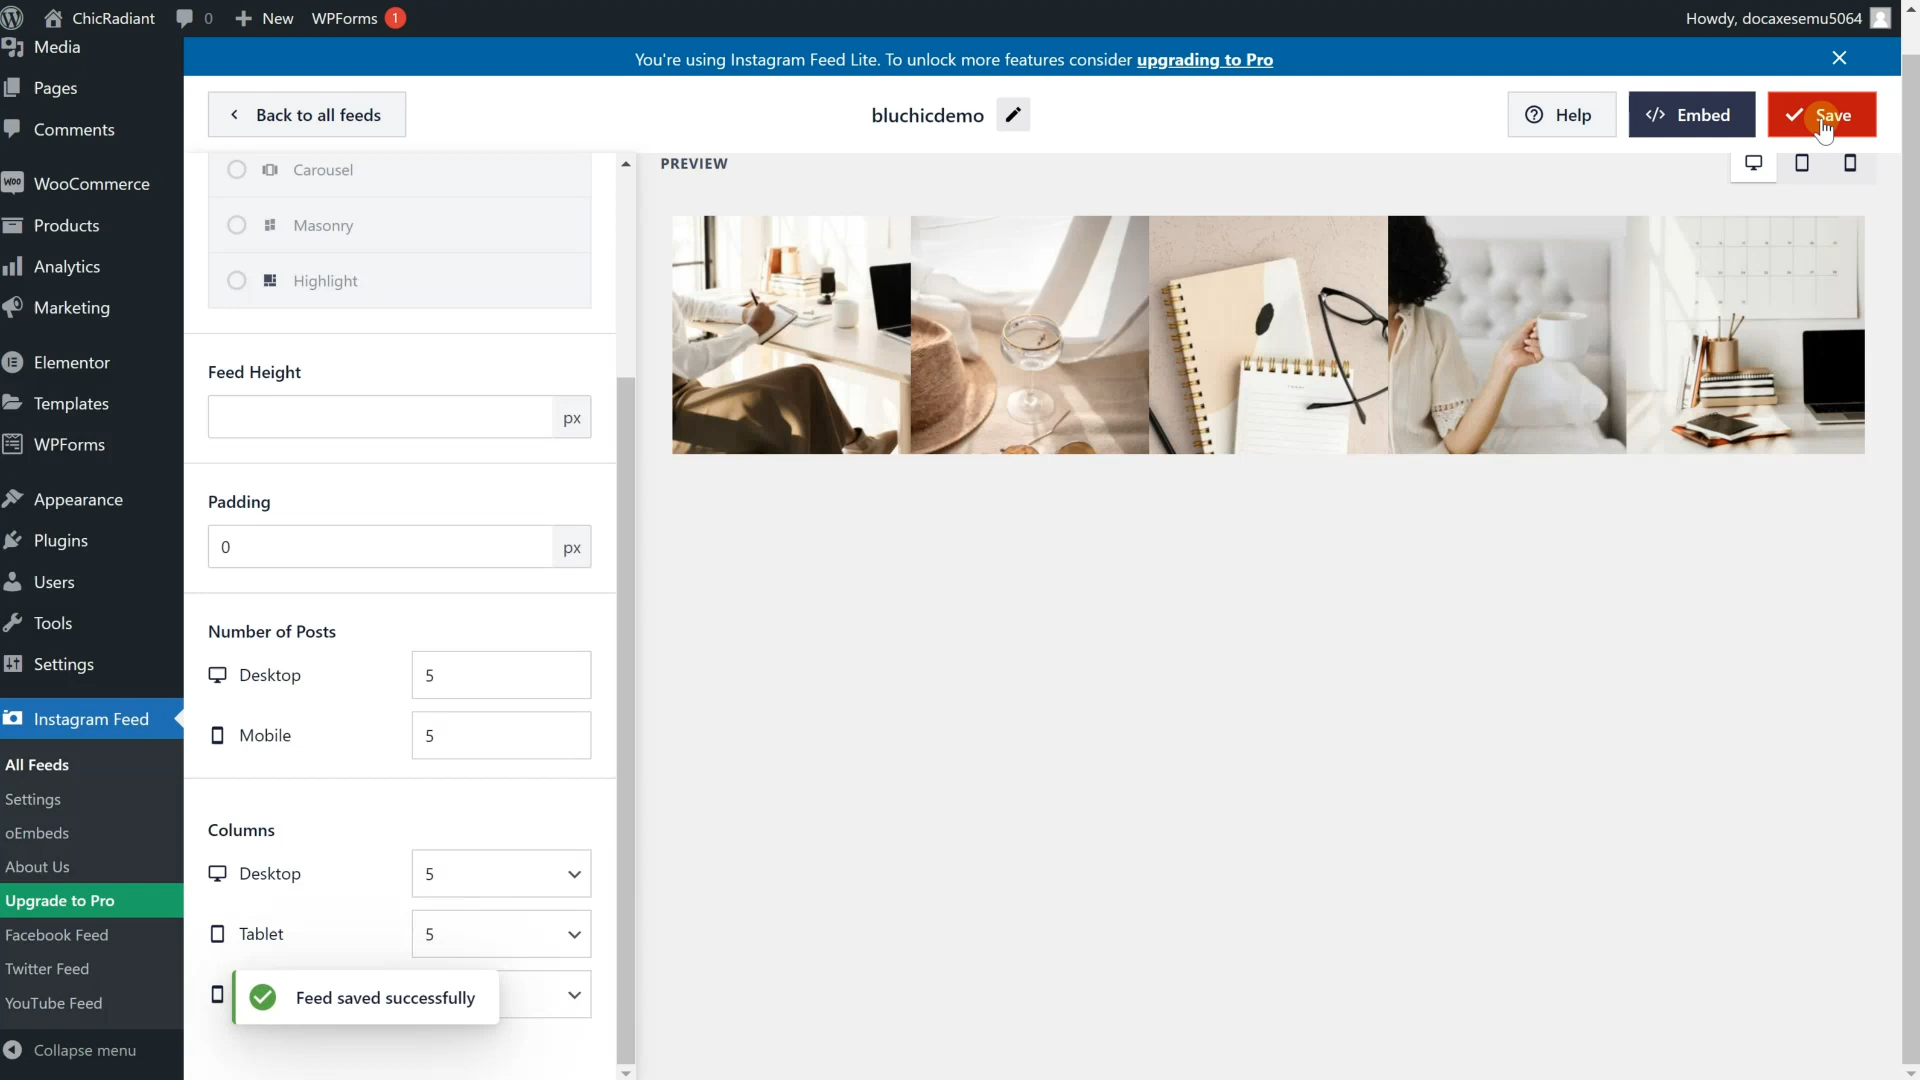 ChicRadiant 0 New WPForms 1 Howdy, docaxesemu5064
Media
Pages
Comments
WooCommerce
Products
Analytics
Marketing
Elementor
Templates
WPForms
Appearance
Plugins
Users
Tools
Settings
Instagram Feed
All Feeds
Settings
oEmbeds
About Us
Upgrade to Pro
Facebook Feed
Twitter Feed
YouTube Feed
Collapse menu
You're using Instagram Feed Lite. To unlock more features consider upgrading to Pro
Back to all feeds
bluchicdemo
Help
</> Embed
Save
Carousel
Masonry
Highlight
Feed Height
px
Padding
0 px
Number of Posts
Desktop 5
Mobile 5
Columns
Desktop 5
Tablet 5
Feed saved successfully
PREVIEW